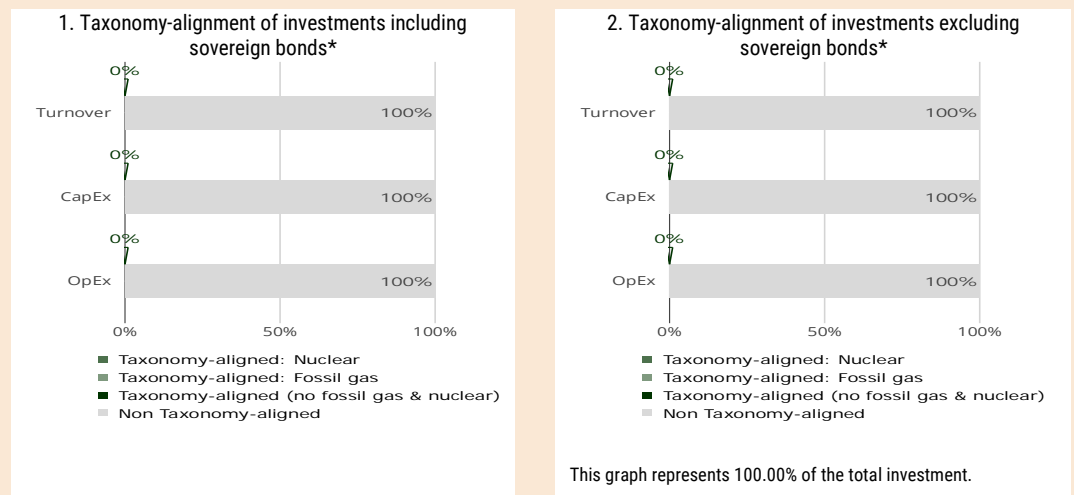 1. Taxonomy-alignment of investments including
sovereign bonds*
0%
Turnover
100%
0%
CapEx
100%
0%
OpEx
100%
0%
50%
100%
Taxonomy-aligned: Nuclear
Taxonomy-aligned: Fossil gas
Taxonomy-aligned (no fossil gas & nuclear)
Non Taxonomy-aligned
2. Taxonomy-alignment of investments excluding
sovereign bonds*
0%
Turnover
100%
0%
CapEx
100%
0%
OpEx
100%
0%
50%
100%
Taxonomy-aligned: Nuclear
Taxonomy-aligned: Fossil gas
Taxonomy-aligned (no fossil gas & nuclear)
Non Taxonomy-aligned
This graph represents 100.00% of the total investment.